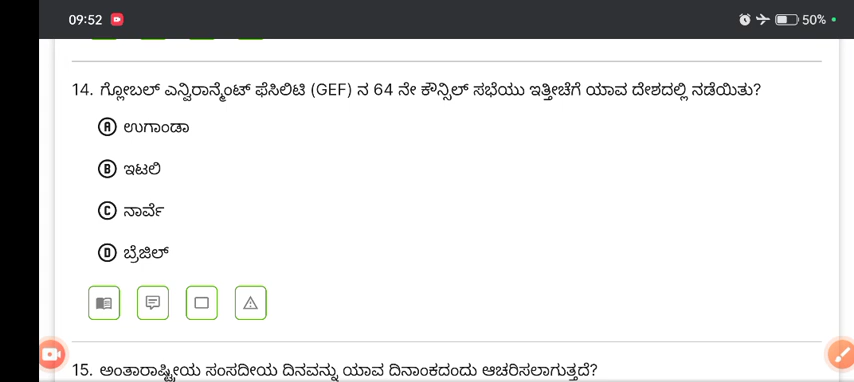 09:52
50%
14. ಗ್ಲೋಬಲ್ ಎನ್ವಿರಾನ್ಮೆಂಟ್ ಫೆಸಿಲಿಟಿ (GEF) ನ 64 ನೇ ಕೌನ್ಸಿಲ್ ಸಭೆಯು ಇತ್ತೀಚೆಗೆ ಯಾವ ದೇಶದಲ್ಲಿ ನಡೆಯಿತು?
A ಉಗಾಂಡಾ
B ಇಟಲಿ
C ನಾರ್ವೆ
D ಬ್ರೆಜಿಲ್
15. ಅಂತಾರಾಷ್ಟ್ರೀಯ ಸಂಸದೀಯ ದಿನವನ್ನು ಯಾವ ದಿನಾಂಕದಂದು ಆಚರಿಸಲಾಗುತ್ತದೆ?